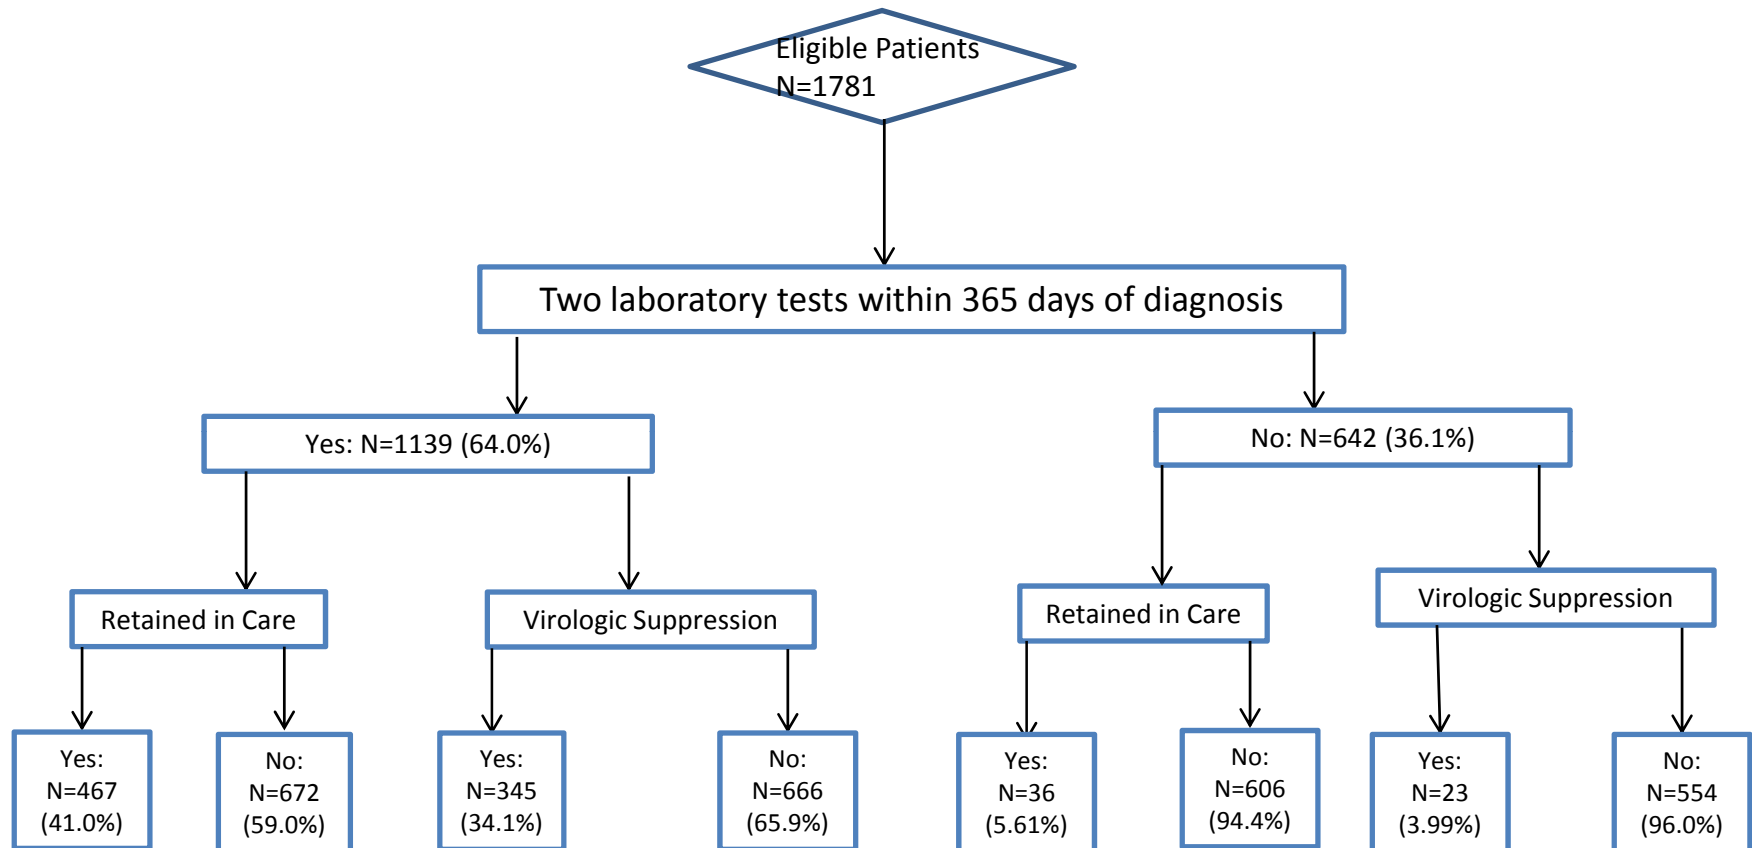 Eligible Patients
N=1781
Two laboratory tests within 365 days of diagnosis
Yes: N=1139 (64.0%)
No: N=642 (36.1%)
Retained in Care
Virologic Suppression
Retained in Care
Virologic Suppression
Yes:
N=467
(41.0%)
No:
N=672
(59.0%)
Yes:
N=345
(34.1%)
No:
N=666
(65.9%)
Yes:
N=36
(5.61%)
No:
N=606
(94.4%)
Yes:
N=23
(3.99%)
No:
N=554
(96.0%)